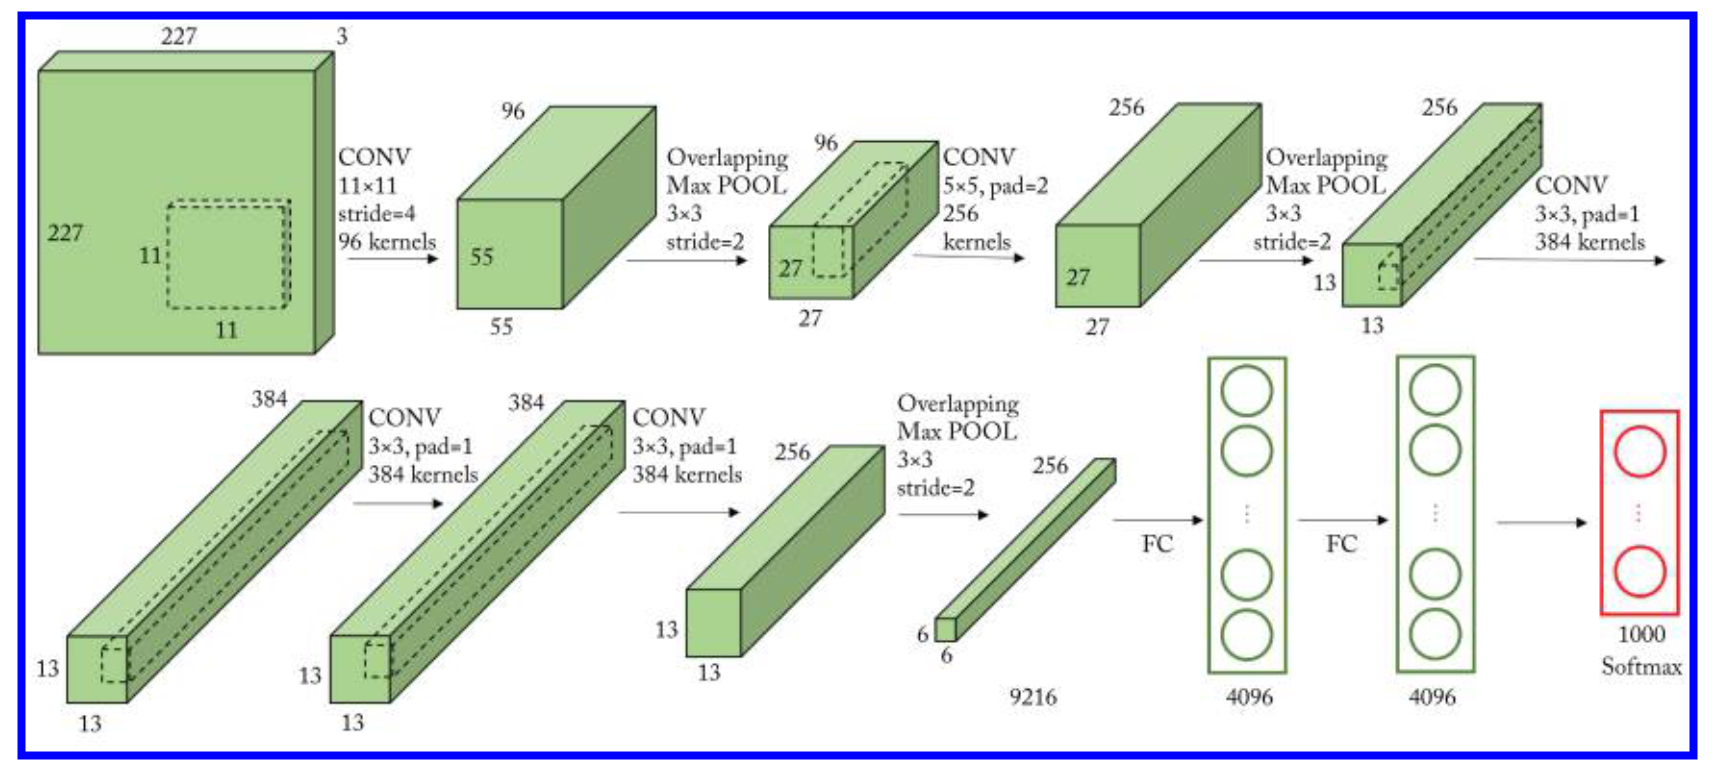 227
3
227
11
11
CONV
11×11
stride=4
96 kernels
96
55
55
Overlapping
Max POOL
3×3
stride=2
96
27
27
CONV
5×5, pad=2
256
kernels
256
27
27
Overlapping
Max POOL
3×3
stride=2
256
13
13
CONV
3×3, pad=1
384 kernels
384
13
13
CONV
3×3, pad=1
384 kernels
384
13
13
CONV
3×3, pad=1
384 kernels
256
13
13
Overlapping
Max POOL
3×3
stride=2
256
6
6
9216
FC
4096
FC
4096
1000
Softmax